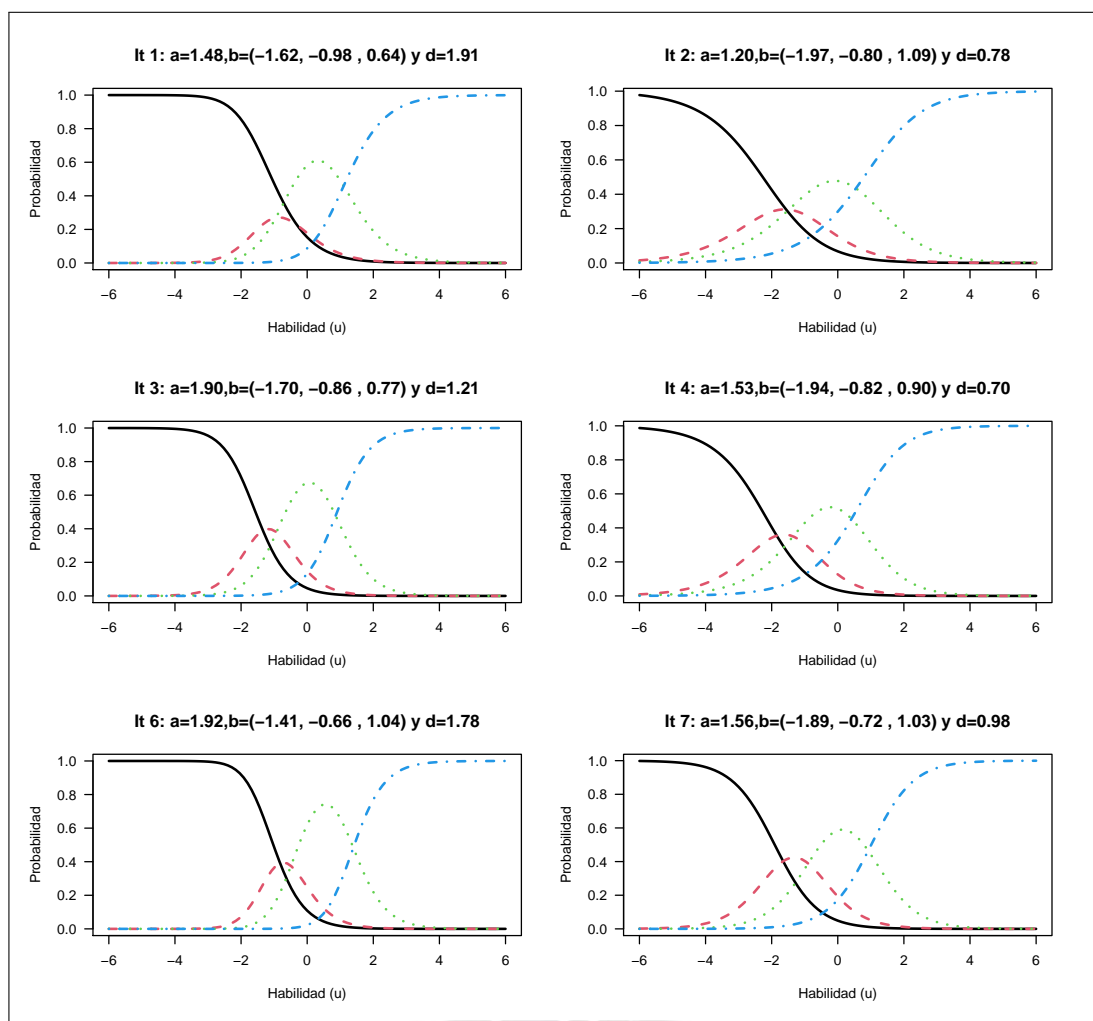 It 1: a=1.48,b=(−1.62, −0.98 , 0.64) y d=1.91
Probabilidad
1.0
0.8
0.6
0.4
0.2
0.0
−6 −4 −2 0 2 4 6
Habilidad (u)
It 2: a=1.20,b=(−1.97, −0.80 , 1.09) y d=0.78
Probabilidad
1.0
0.8
0.6
0.4
0.2
0.0
−6 −4 −2 0 2 4 6
Habilidad (u)
It 3: a=1.90,b=(−1.70, −0.86 , 0.77) y d=1.21
Probabilidad
1.0
0.8
0.6
0.4
0.2
0.0
−6 −4 −2 0 2 4 6
Habilidad (u)
It 4: a=1.53,b=(−1.94, −0.82 , 0.90) y d=0.70
Probabilidad
1.0
0.8
0.6
0.4
0.2
0.0
−6 −4 −2 0 2 4 6
Habilidad (u)
It 6: a=1.92,b=(−1.41, −0.66 , 1.04) y d=1.78
Probabilidad
1.0
0.8
0.6
0.4
0.2
0.0
−6 −4 −2 0 2 4 6
Habilidad (u)
It 7: a=1.56,b=(−1.89, −0.72 , 1.03) y d=0.98
Probabilidad
1.0
0.8
0.6
0.4
0.2
0.0
−6 −4 −2 0 2 4 6
Habilidad (u)